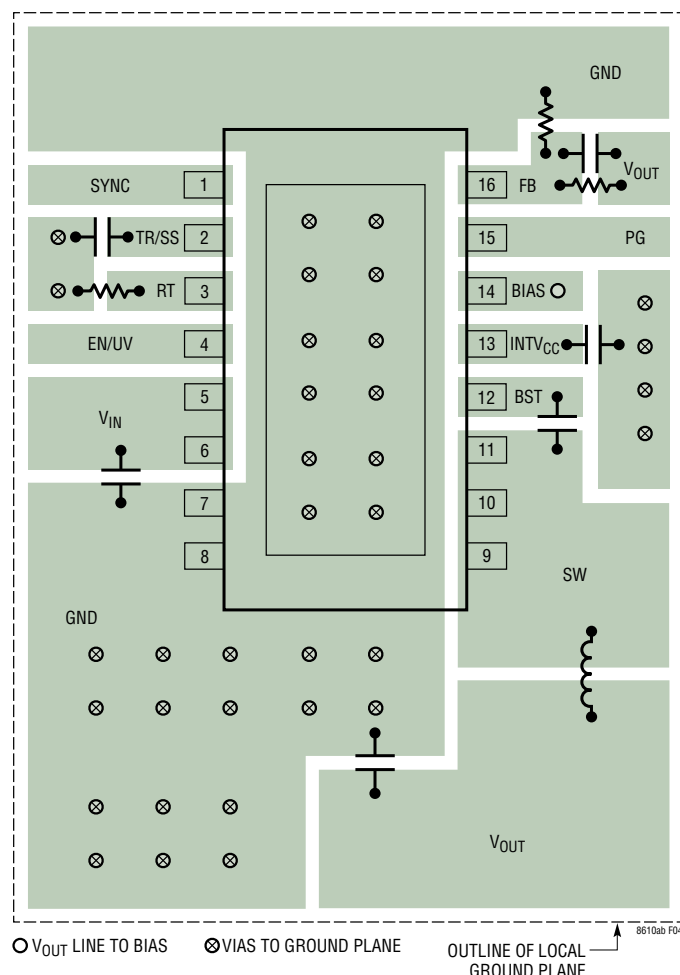 GND
SYNC 1 16 FB VOUT
TR/SS 2 15 PG
RT 3 14 BIAS
EN/UV 4 13 INTVCC
5 12 BST
VIN
6 11
7 10
8 9
SW
GND
VOUT
VOUT LINE TO BIAS VIAS TO GROUND PLANE OUTLINE OF LOCAL
GROUND PLANE
8610ab F04